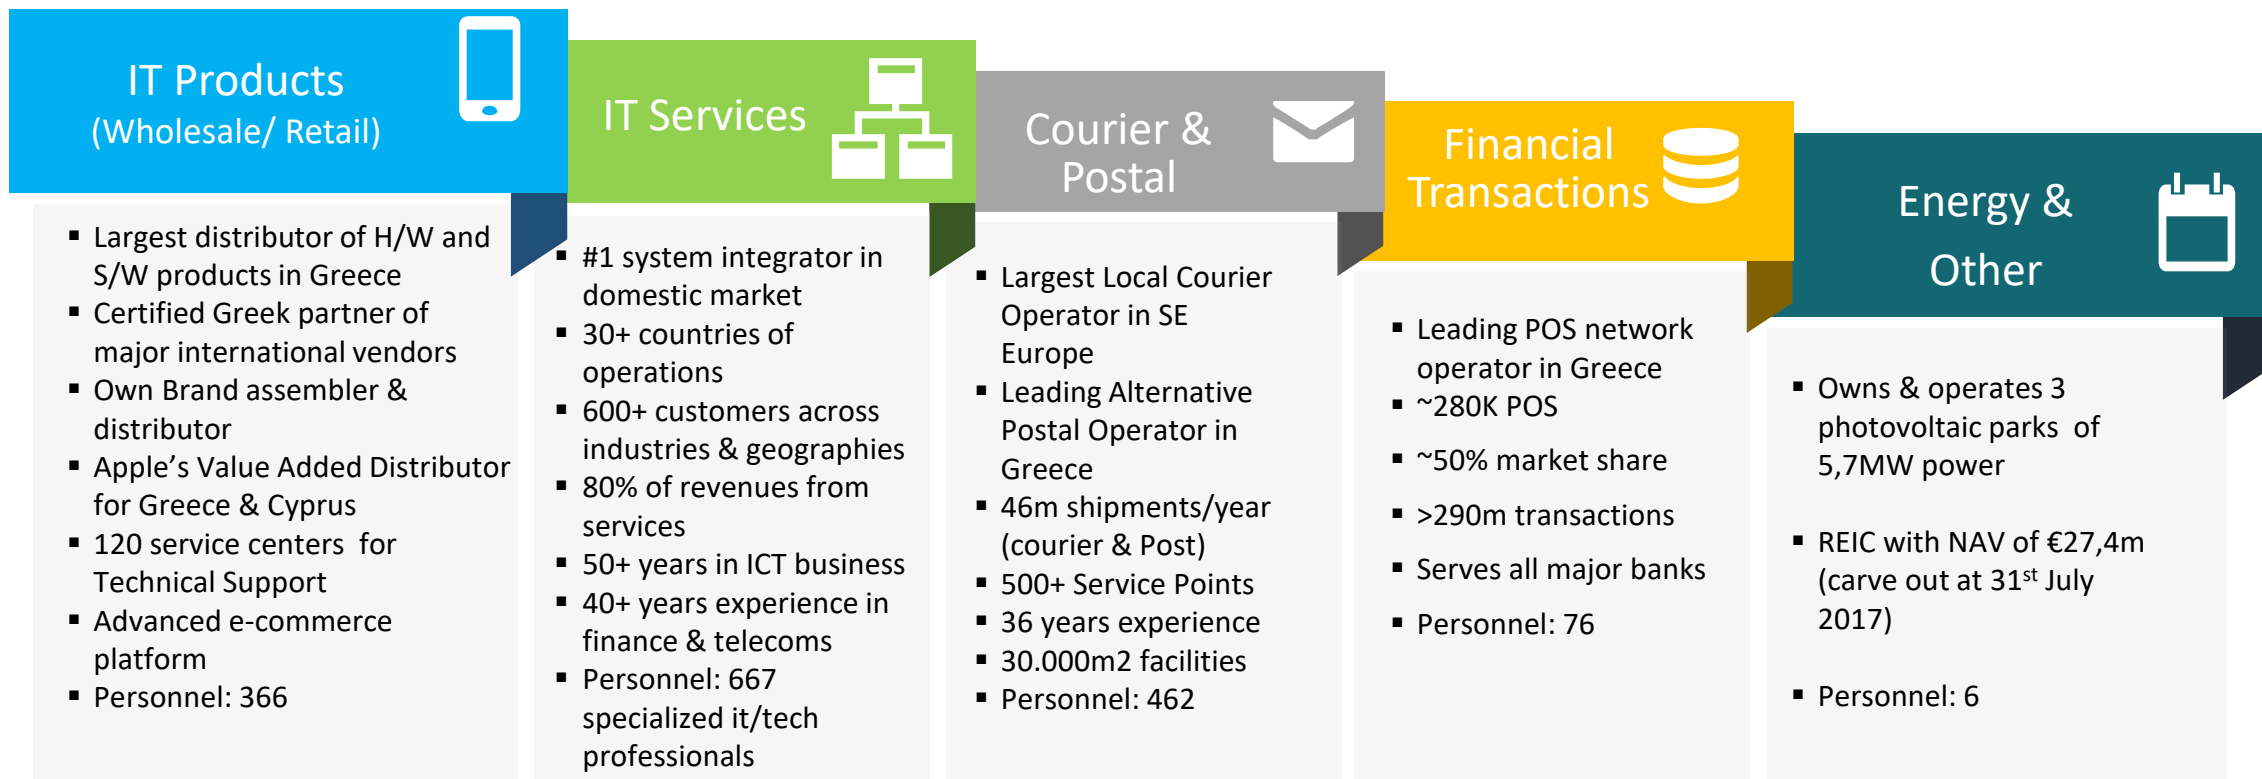 IT Products
(Wholesale/ Retail)
▪ Largest distributor of H/W and
S/W products in Greece
▪ Certified Greek partner of
major international vendors
▪ Own Brand assembler &
distributor
▪ Apple’s Value Added Distributor
for Greece & Cyprus
▪ 120 service centers  for
Technical Support
▪ Advanced e-commerce
platform
▪ Personnel: 366
IT Services
▪ #1 system integrator in
domestic market
▪ 30+ countries of
operations
▪ 600+ customers across
industries & geographies
▪ 80% of revenues from
services
▪ 50+ years in ICT business
▪ 40+ years experience in
finance & telecoms
▪ Personnel: 667
specialized it/tech
professionals
Courier &
Postal
▪ Largest Local Courier
Operator in SE
Europe
▪ Leading Alternative
Postal Operator in
Greece
▪ 46m shipments/year
(courier & Post)
▪ 500+ Service Points
▪ 36 years experience
▪ 30.000m2 facilities
▪ Personnel: 462
Financial
Transactions
▪ Leading POS network
operator in Greece
▪ ~280K POS
▪ ~50% market share
▪ >290m transactions
▪ Serves all major banks
▪ Personnel: 76
Energy &
Other
▪ Owns & operates 3
photovoltaic parks  of
5,7MW power
▪ REIC with NAV of €27,4m
(carve out at 31st July
2017)
▪ Personnel: 6